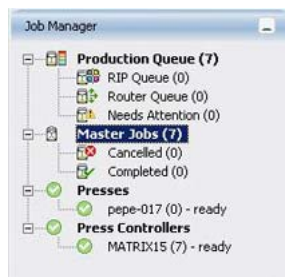 Job Manager
Production Queue (7)
RIP Queue (0)
Router Queue (0)
Needs Attention (0)
Master Jobs (7)
Cancelled (0)
Completed (0)
Presses
pepe-017 (0) - ready
Press Controllers
MATRIX15 (7) - ready